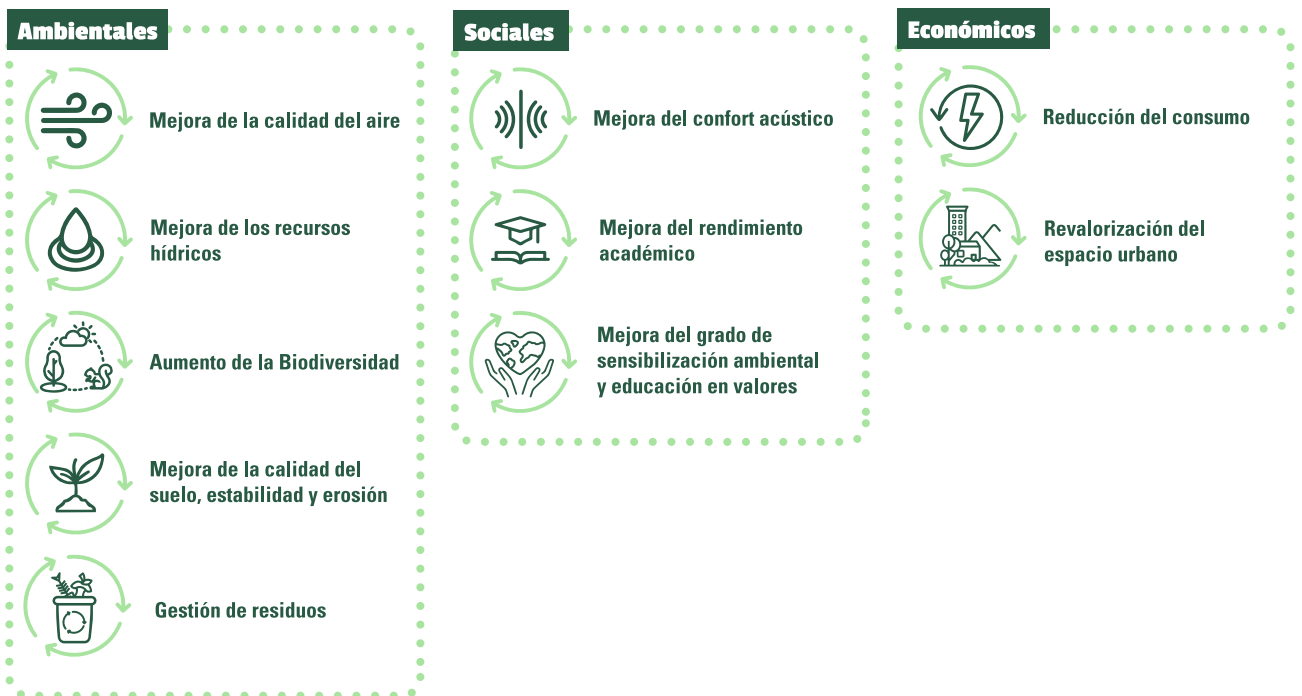 Ambientales
Mejora de la calidad del aire
Mejora de los recursos
hídricos
Aumento de la Biodiversidad
Mejora de la calidad del
suelo, estabilidad y erosión
Gestión de residuos
Sociales
Mejora del confort acústico
Mejora del rendimiento
académico
Mejora del grado de
sensibilización ambiental
y educación en valores
Económicos
Reducción del consumo
Revalorización del
espacio urbano